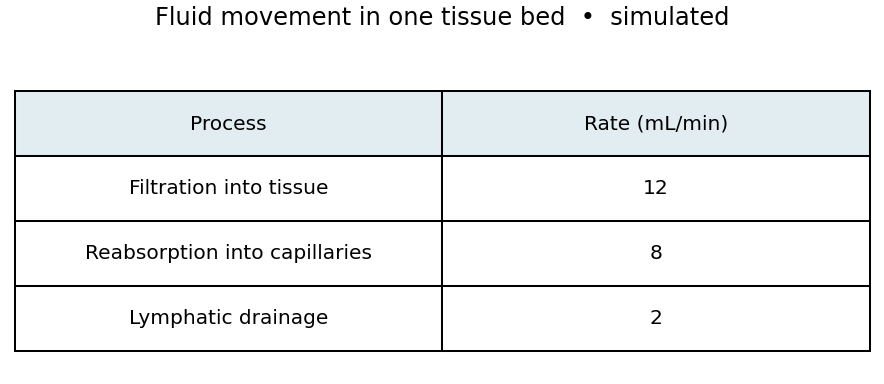 Fluid movement in one tissue bed • simulated
Process Rate (mL/min)
Filtration into tissue 12
Reabsorption into capillaries 8
Lymphatic drainage 2